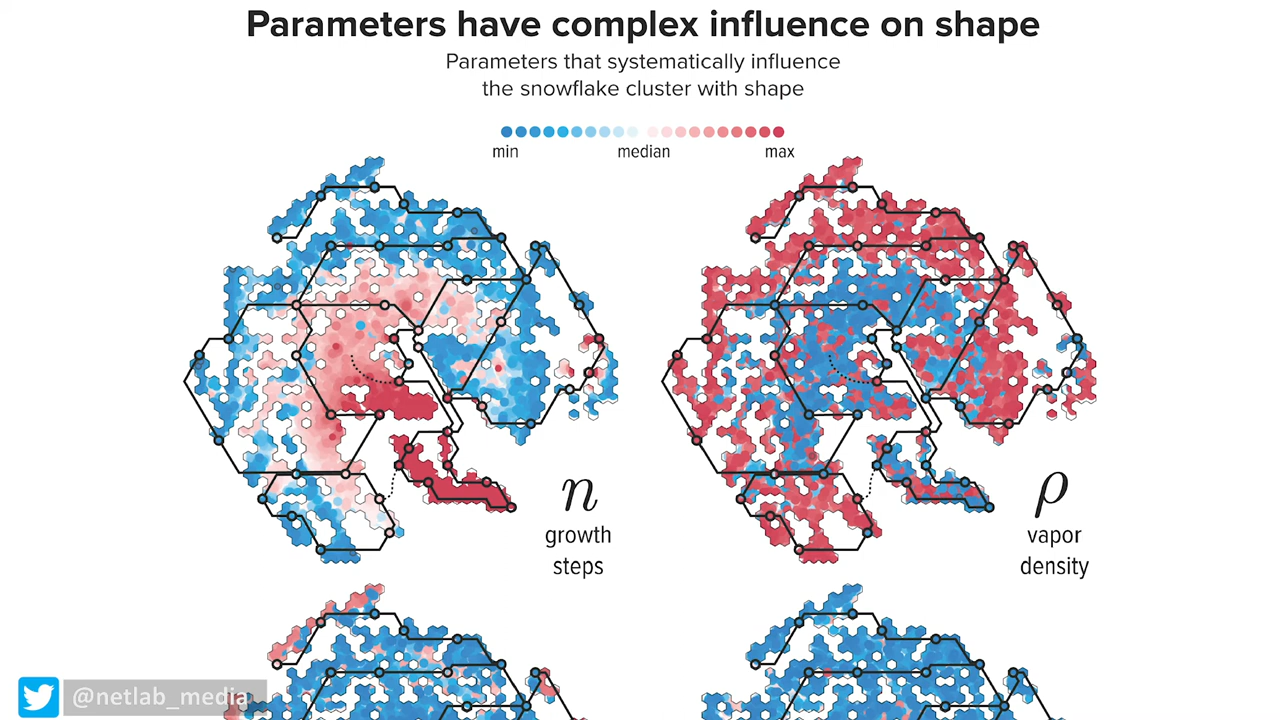 Parameters have complex influence on shape
Parameters that systematically influence
the snowflake cluster with shape
min
median
max
n
growth
steps
ρ
vapor
density
@netlab_media